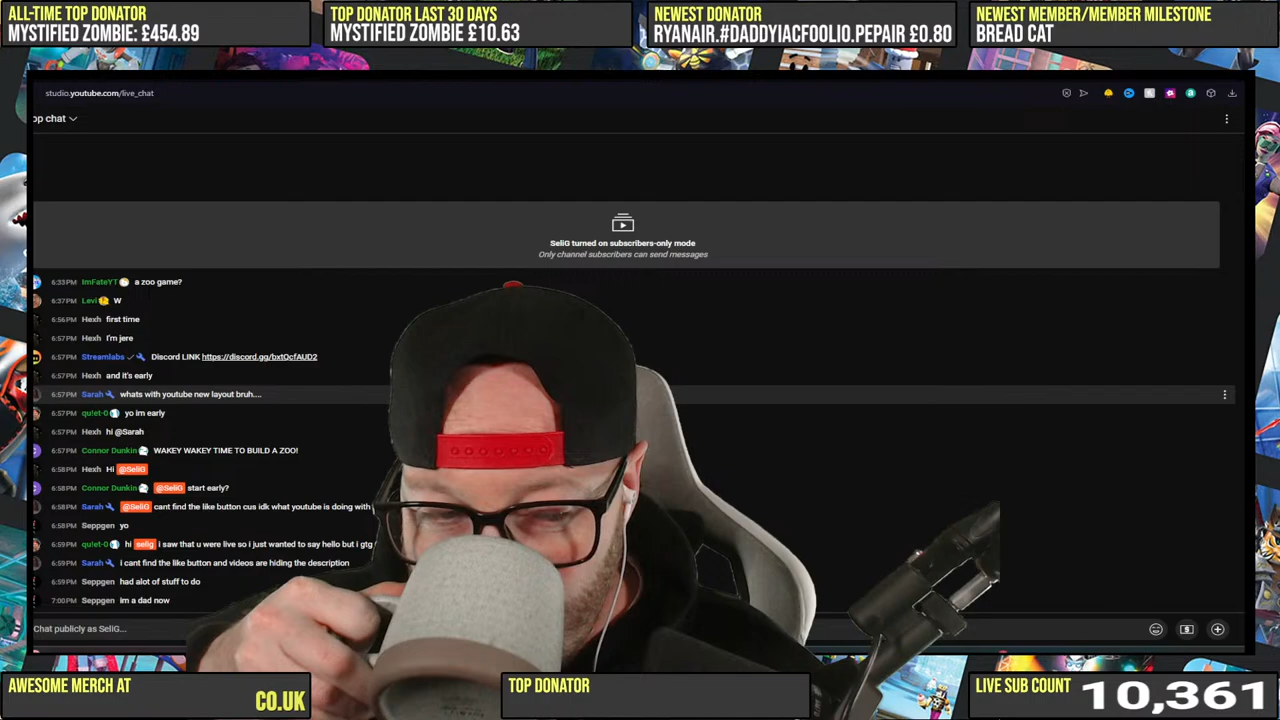 ALL-TIME TOP DONATOR
MYSTIFIED ZOMBIE: £454.89
TOP DONATOR LAST 30 DAYS
MYSTIFIED ZOMBIE £10.63
NEWEST DONATOR
RYANAIR.#DADDYIACFOOLIO.PEPAIR £0.80
NEWEST MEMBER/MEMBER MILESTONE
BREAD CAT
studio.youtube.com/live_chat
op chat
SeliG turned on subscribers-only mode
Only channel subscribers can send messages
6:33PM ImFateYT a zoo game?
6:37PM Levi W
6:56PM Hexh first time
6:57PM Hexh I'm jere
6:57PM Streamlabs Discord LINK https://discord.gg/bxtOcfAUD2
6:57PM Hexh and it's early
6:57PM Sarah whats with youtube new layout bruh....
6:57PM qu!et-0 yo im early
6:57PM Hexh hi @Sarah
6:57PM Connor Dunkin WAKEY WAKEY TIME TO BUILD A ZOO!
6:58PM Hexh Hi @SeliG
6:58PM Connor Dunkin @SeliG start early?
6:58PM Sarah @SeliG cant find the like button cus idk what youtube is doing with
6:58PM Seppgen yo
6:59PM qu!et-0 hi selig i saw that u were live so i just wanted to say hello but i gtg
6:59PM Sarah i cant find the like button and videos are hiding the description
6:59PM Seppgen had alot of stuff to do
7:00PM Seppgen im a dad now
Chat publicly as SeliG...
AWESOME MERCH AT
CO.UK
TOP DONATOR
LIVE SUB COUNT
10,361